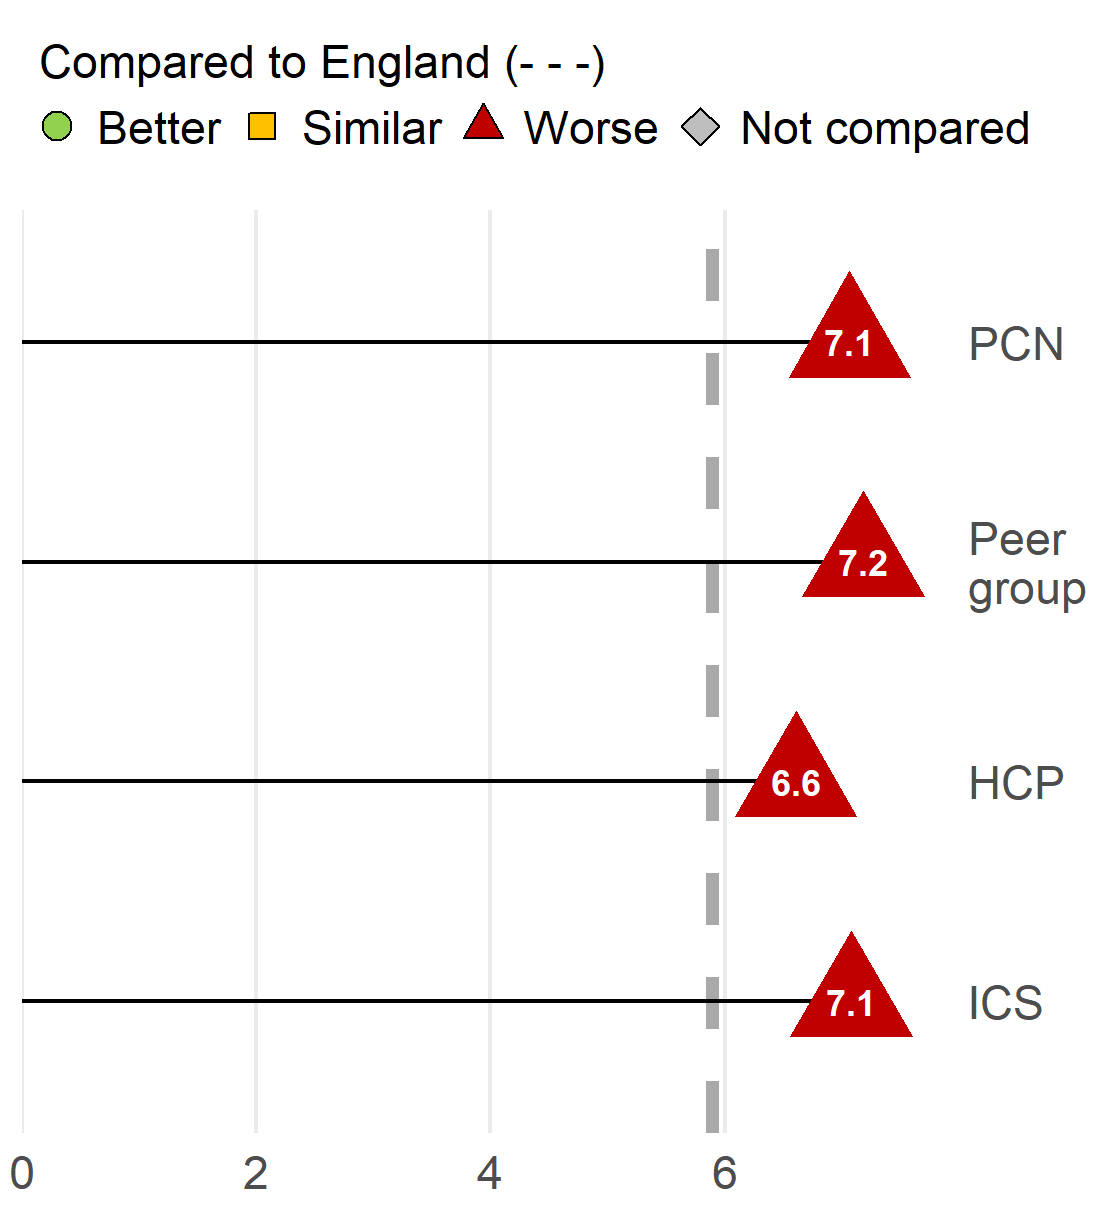 Compared to England (- - -)
Better Similar Worse Not compared
7.1 PCN
7.2 Peer
group
6.6 HCP
7.1 ICS
0 2 4 6